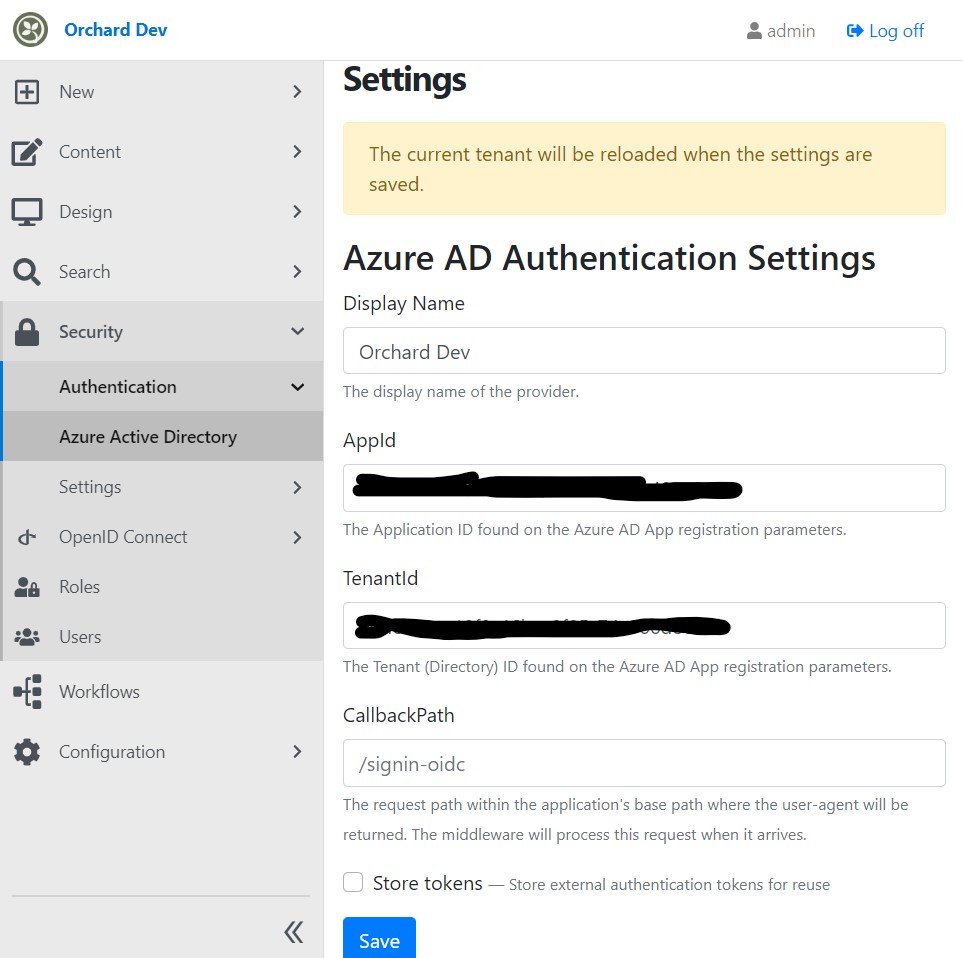 Orchard Dev
admin
Log off
New
Content
Design
Search
Security
Authentication
Azure Active Directory
Settings
OpenID Connect
Roles
Users
Workflows
Configuration
Settings
The current tenant will be reloaded when the settings are
saved.
Azure AD Authentication Settings
Display Name
Orchard Dev
The display name of the provider.
AppId
The Application ID found on the Azure AD App registration parameters.
TenantId
The Tenant (Directory) ID found on the Azure AD App registration parameters.
CallbackPath
/signin-oidc
The request path within the application's base path where the user-agent will be
returned. The middleware will process this request when it arrives.
Store tokens — Store external authentication tokens for reuse
Save